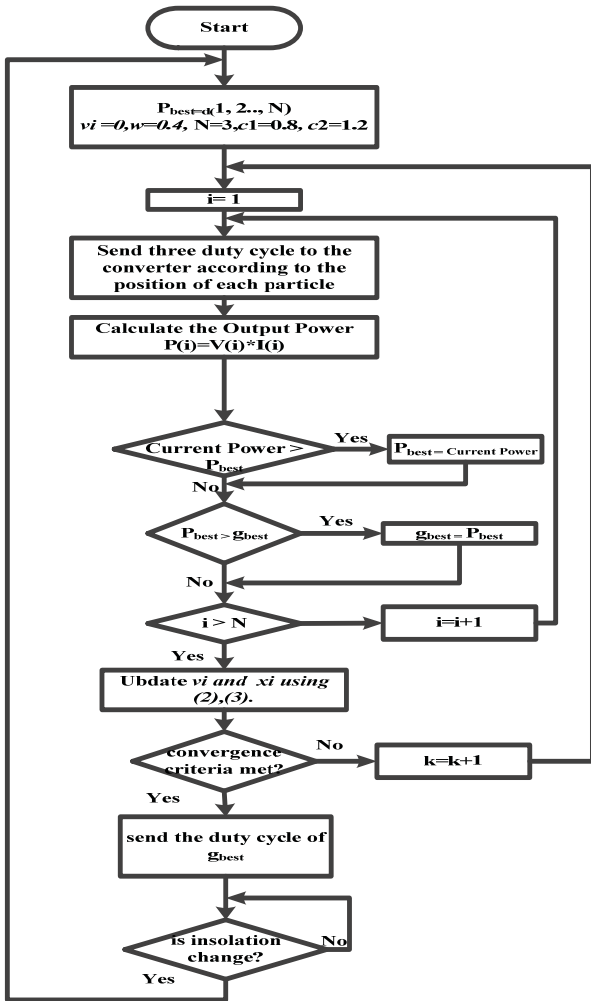 Start
Pbest=d(1, 2.., N)
vi =0,w=0.4, N=3,c1=0.8, c2=1.2
i= 1
Send three duty cycle to the
converter according to the
position of each particle
Calculate the Output Power
P(i)=V(i)*I(i)
Current Power >
Pbest
Yes
Pbest = Current Power
No
Pbest > gbest
Yes
gbest = Pbest
No
i > N
i=i+1
Yes
Ubdate vi and xi using
(2),(3).
convergence
criteria met?
No
k=k+1
Yes
send the duty cycle of
gbest
is insolation
change?
No
Yes